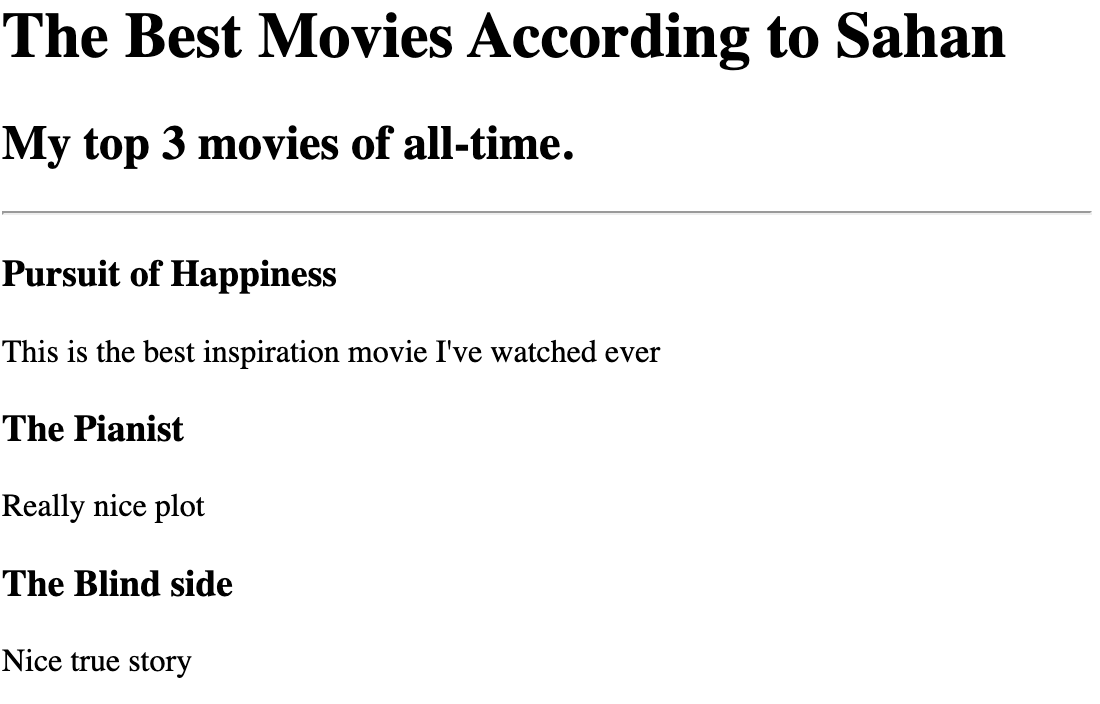 The Best Movies According to Sahan
My top 3 movies of all-time.
Pursuit of Happiness
This is the best inspiration movie I've watched ever
The Pianist
Really nice plot
The Blind side
Nice true story